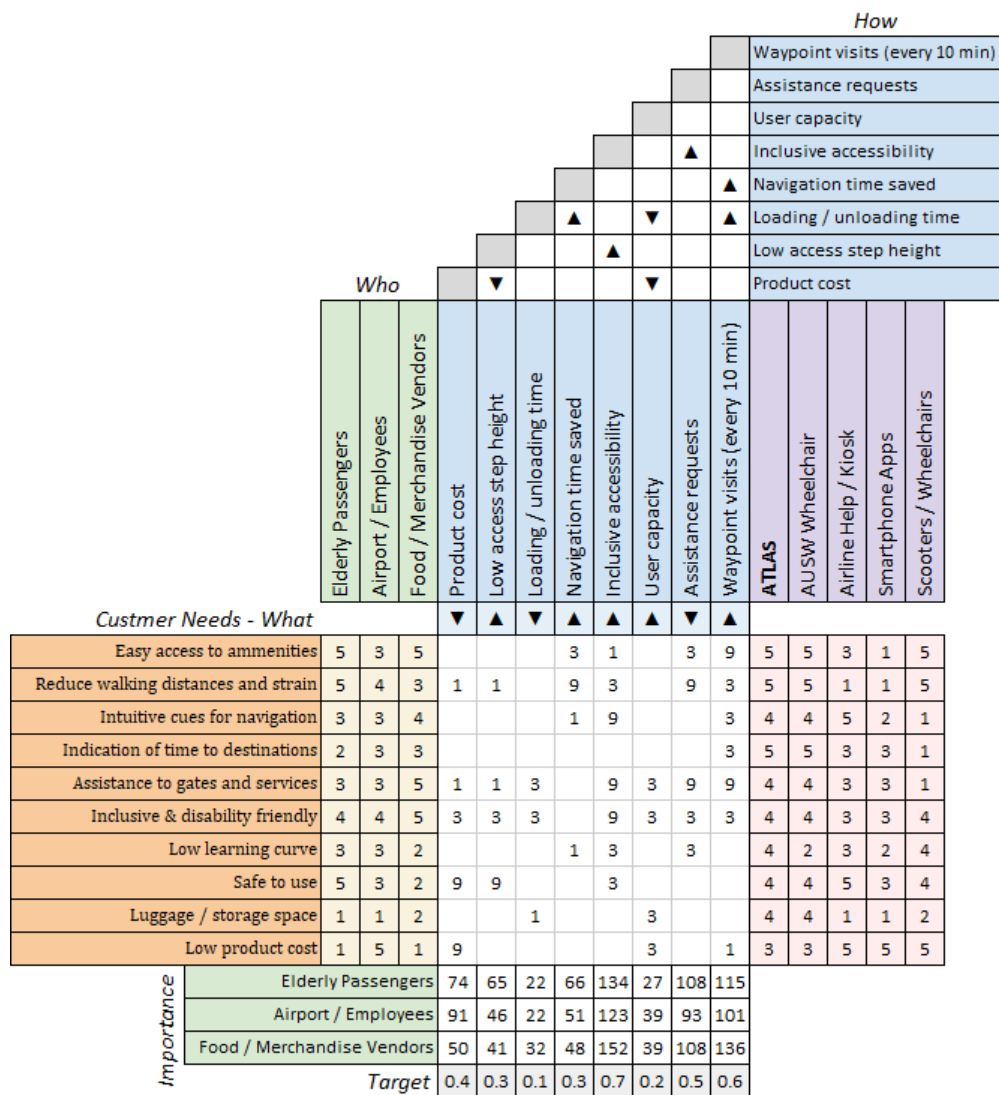 How
Waypoint visits (every 10 min)
Assistance requests
User capacity
Inclusive accessibility
▲
Navigation time saved
▲
Loading / unloading time
▲ ▼ ▲
Low access step height
▲
Product cost
▼ ▼
Who
Elderly Passengers
Airport / Employees
Food / Merchandise Vendors
Product cost
Low access step height
Loading / unloading time
Navigation time saved
Inclusive accessibility
User capacity
Assistance requests
Waypoint visits (every 10 min)
ATLAS
AUSW Wheelchair
Airline Help / Kiosk
Smartphone Apps
Scooters / Wheelchairs
Custmer Needs - What ▼ ▲ ▼ ▲ ▲ ▲ ▼ ▲
Easy access to ammenities 5 3 5 3 1 3 9 5 5 3 1 5
Reduce walking distances and strain 5 4 3 1 1 9 3 9 3 5 5 1 1 5
Intuitive cues for navigation 3 3 4 1 9 3 4 4 5 2 1
Indication of time to destinations 2 3 3 3 5 5 3 3 1
Assistance to gates and services 3 3 5 1 1 3 9 3 9 9 4 4 3 3 1
Inclusive & disability friendly 4 4 5 3 3 3 9 3 3 3 4 4 3 3 4
Low learning curve 3 3 2 1 3 3 4 2 3 2 4
Safe to use 5 3 2 9 9 3 4 4 5 3 4
Luggage / storage space 1 1 2 1 3 4 4 1 1 2
Low product cost 1 5 1 9 3 1 3 3 5 5 5
Importance
Elderly Passengers 74 65 22 66 134 27 108 115
Airport / Employees 91 46 22 51 123 39 93 101
Food / Merchandise Vendors 50 41 32 48 152 39 108 136
Target 0.4 0.3 0.1 0.3 0.7 0.2 0.5 0.6